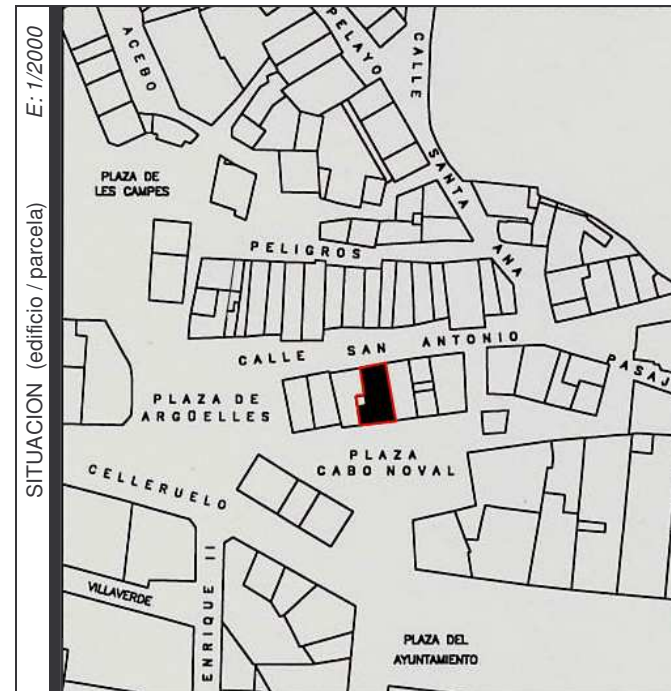 SITUACION (edificio / parcela) E: 1/2000
ACEBO
PELAYO
CALLE
SANTA ANA
PLAZA DE
LES CAMPES
PELIGROS
CALLE SAN ANTONIO
PASAJ
PLAZA DE
ARGÜELLES
PLAZA
CABO NOVAL
CELLERUELO
VILLAVERDE
ENRIQUE II
PLAZA DEL
AYUNTAMIENTO